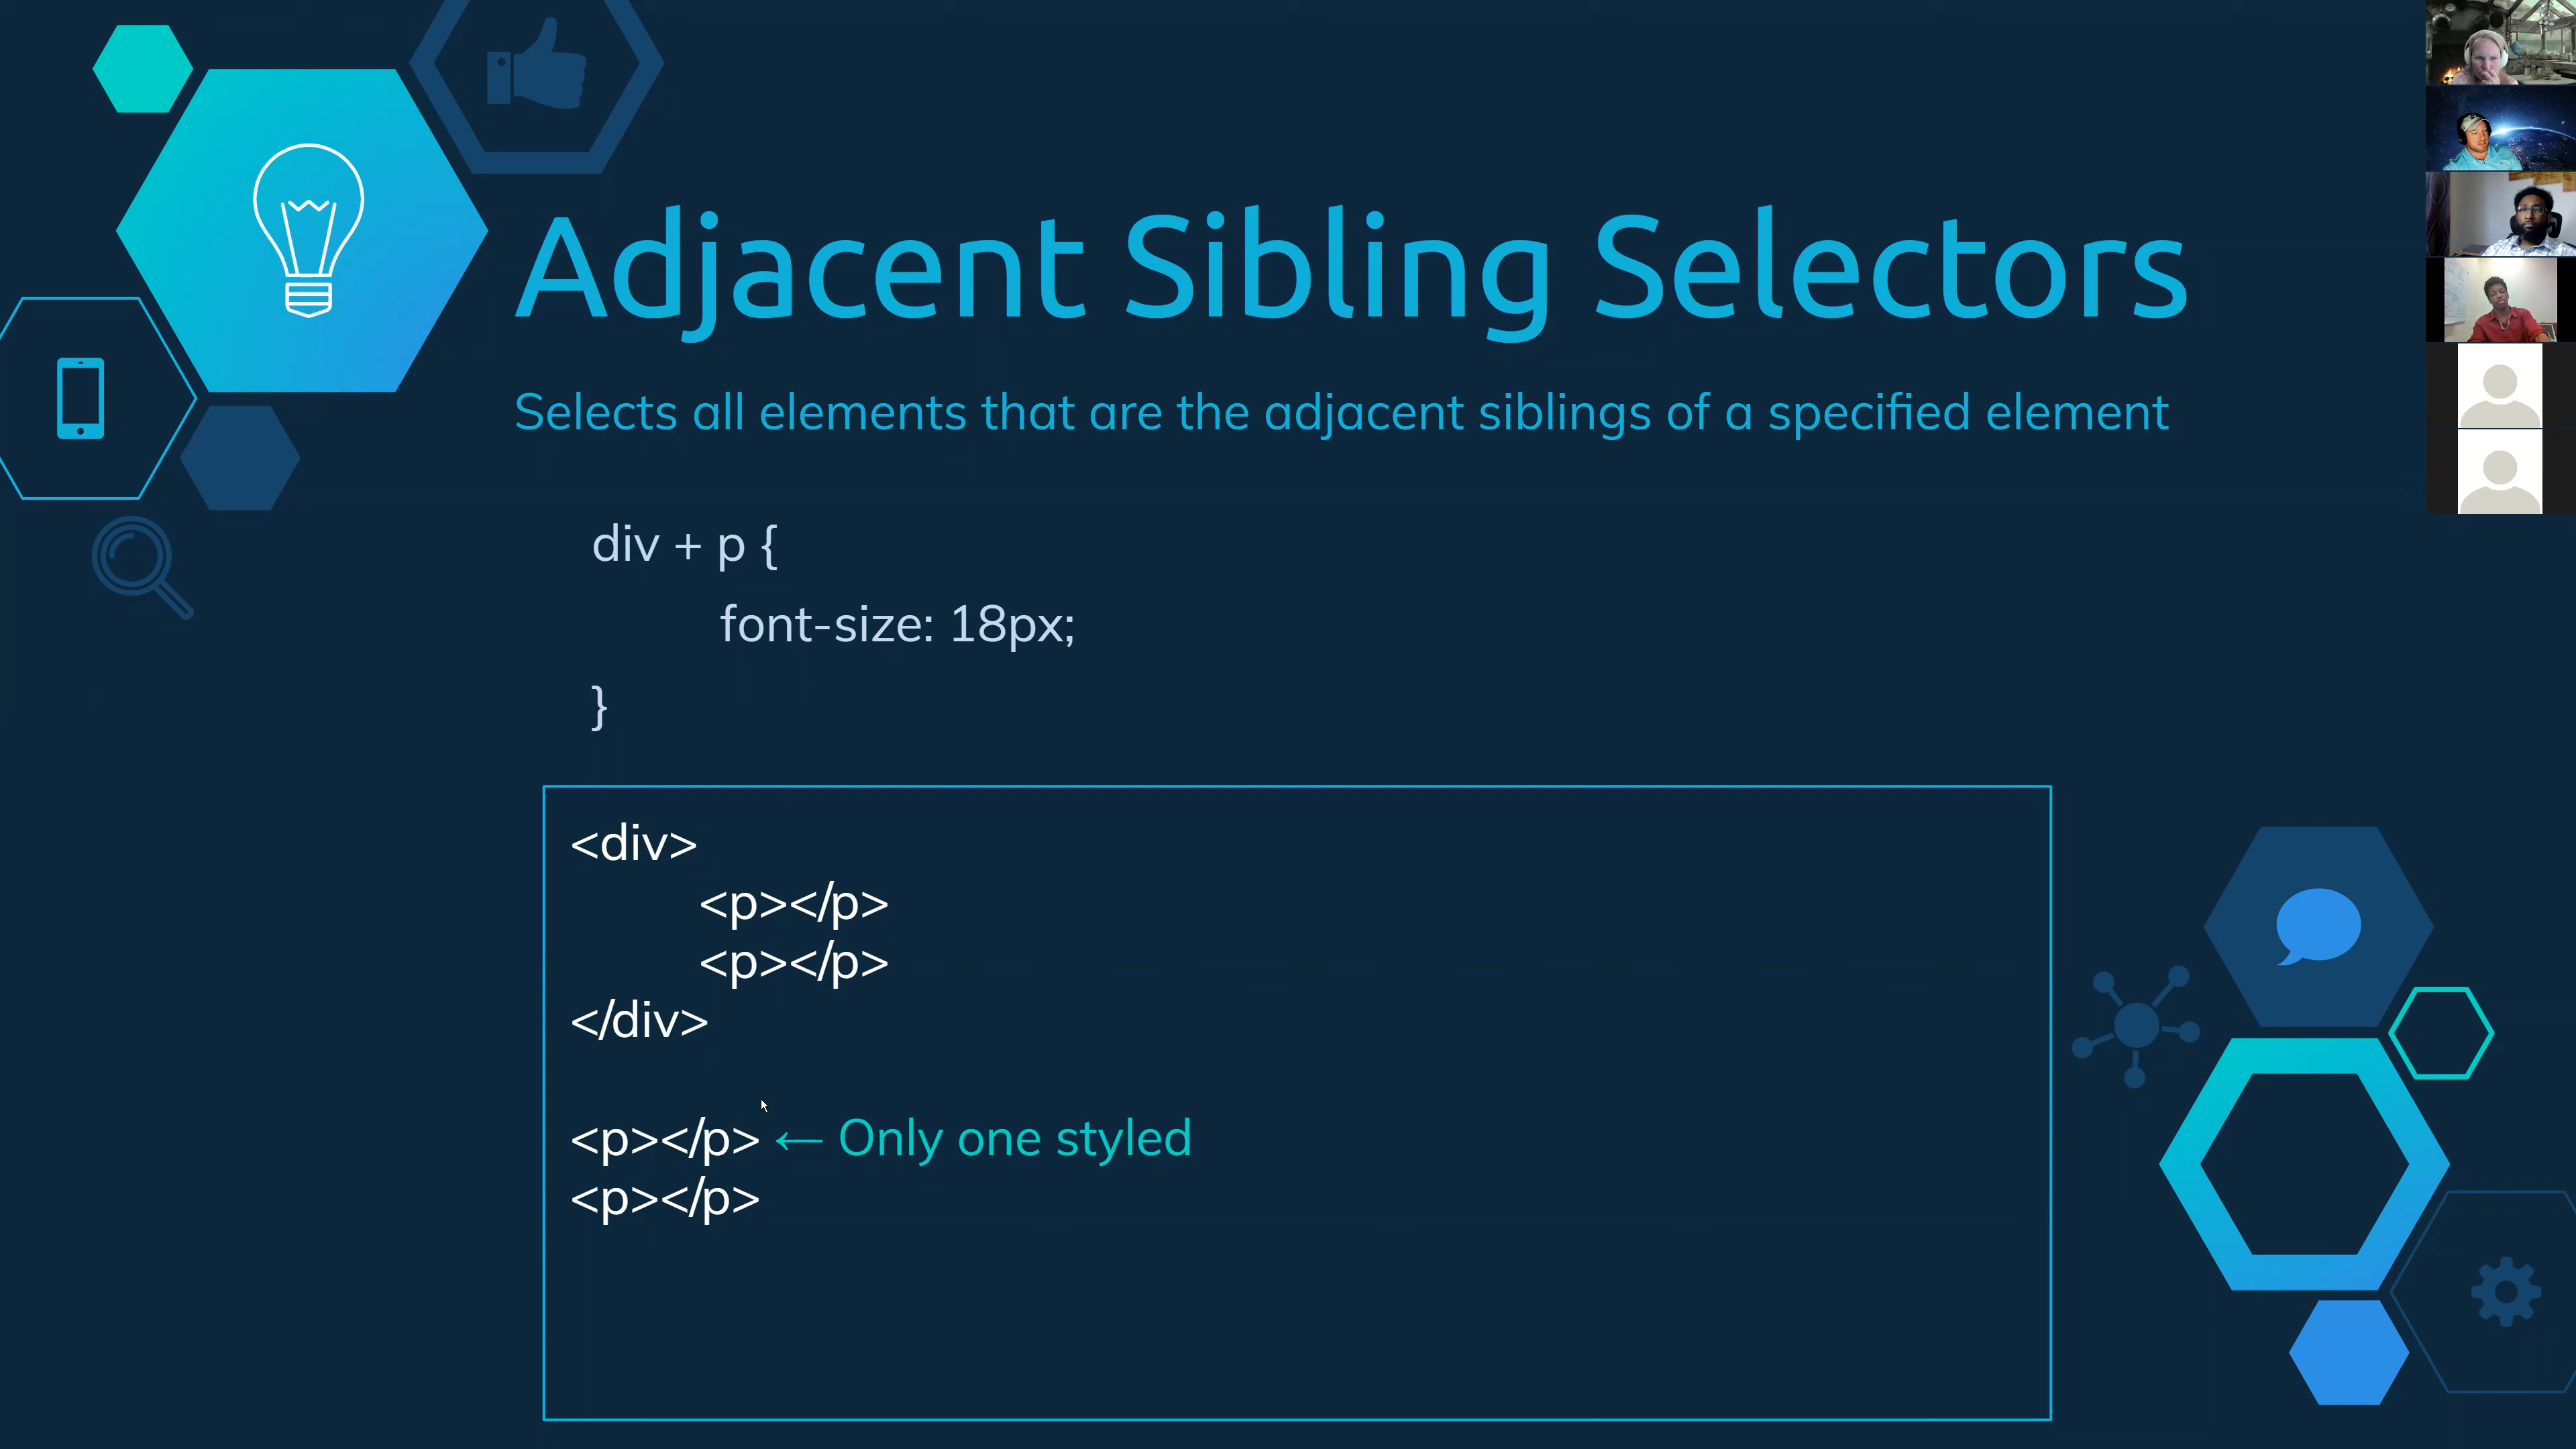 Adjacent Sibling Selectors
Selects all elements that are the adjacent siblings of a specified element
div + p {
font-size: 18px;
}
<div>
<p></p>
<p></p>
</div>
<p></p> ← Only one styled
<p></p>